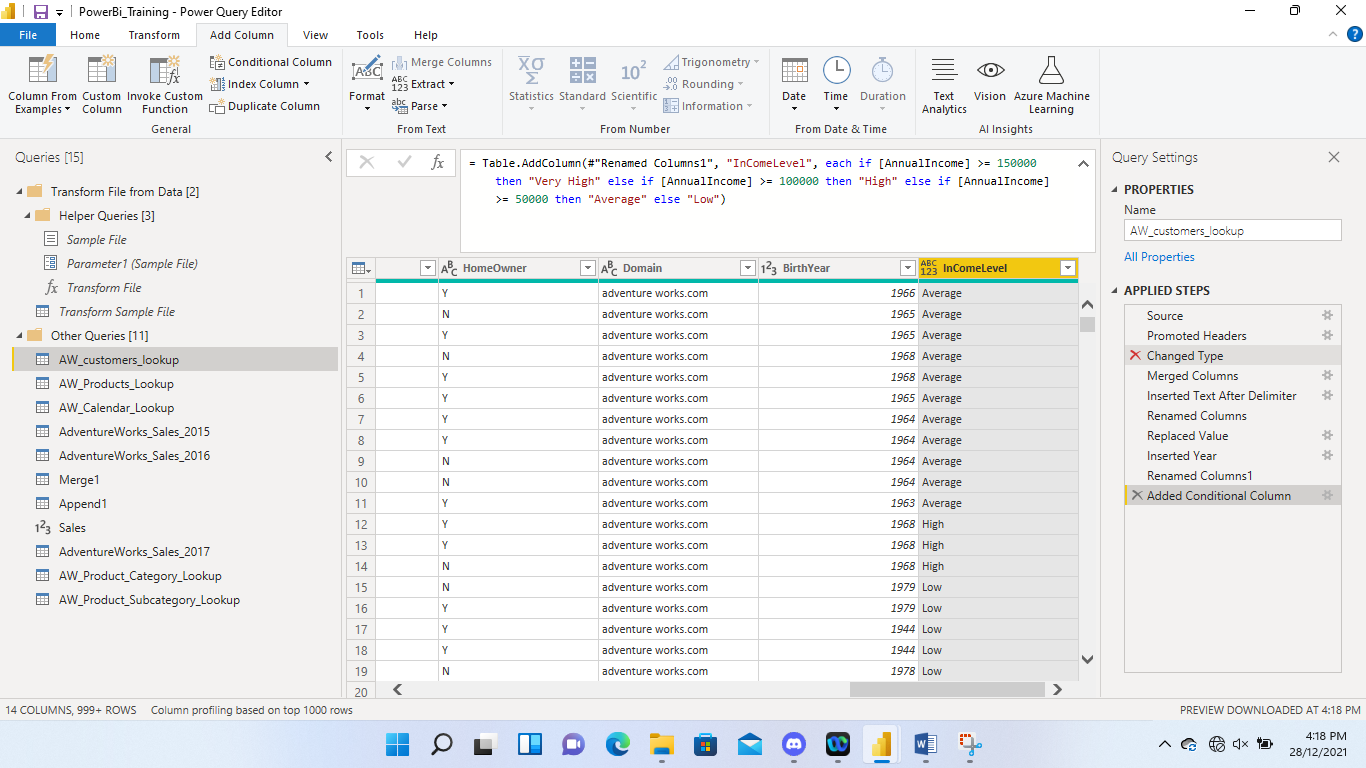 PowerBi_Training - Power Query Editor
File Home Transform Add Column View Tools Help
Column From Examples
Custom Column
Invoke Custom Function
Conditional Column
Index Column
Duplicate Column
General
Format
Merge Columns
Extract
Parse
From Text
Statistics
Standard
Scientific
Trigonometry
Rounding
Information
From Number
Date
Time
Duration
From Date & Time
Text Analytics
Vision
Azure Machine Learning
AI Insights
Queries [15]
Transform File from Data [2]
Helper Queries [3]
Sample File
Parameter1 (Sample File)
Transform File
Transform Sample File
Other Queries [11]
AW_customers_lookup
AW_Products_Lookup
AW_Calendar_Lookup
AdventureWorks_Sales_2015
AdventureWorks_Sales_2016
Merge1
Append1
Sales
AdventureWorks_Sales_2017
AW_Product_Category_Lookup
AW_Product_Subcategory_Lookup
= Table.AddColumn(#"Renamed Columns1", "InComeLevel", each if [AnnualIncome] >= 150000
then "Very High" else if [AnnualIncome] >= 100000 then "High" else if [AnnualIncome]
>= 50000 then "Average" else "Low")
HomeOwner Domain BirthYear InComeLevel
1 Y adventure works.com 1966 Average
2 N adventure works.com 1965 Average
3 Y adventure works.com 1965 Average
4 N adventure works.com 1968 Average
5 Y adventure works.com 1968 Average
6 Y adventure works.com 1965 Average
7 Y adventure works.com 1964 Average
8 Y adventure works.com 1964 Average
9 N adventure works.com 1964 Average
10 N adventure works.com 1964 Average
11 Y adventure works.com 1963 Average
12 Y adventure works.com 1968 High
13 Y adventure works.com 1968 High
14 N adventure works.com 1968 High
15 N adventure works.com 1979 Low
16 Y adventure works.com 1979 Low
17 Y adventure works.com 1944 Low
18 Y adventure works.com 1944 Low
19 N adventure works.com 1978 Low
20
Query Settings
PROPERTIES
Name
AW_customers_lookup
All Properties
APPLIED STEPS
Source
Promoted Headers
Changed Type
Merged Columns
Inserted Text After Delimiter
Renamed Columns
Replaced Value
Inserted Year
Renamed Columns1
Added Conditional Column
14 COLUMNS, 999+ ROWS Column profiling based on top 1000 rows
PREVIEW DOWNLOADED AT 4:18 PM
4:18 PM
28/12/2021